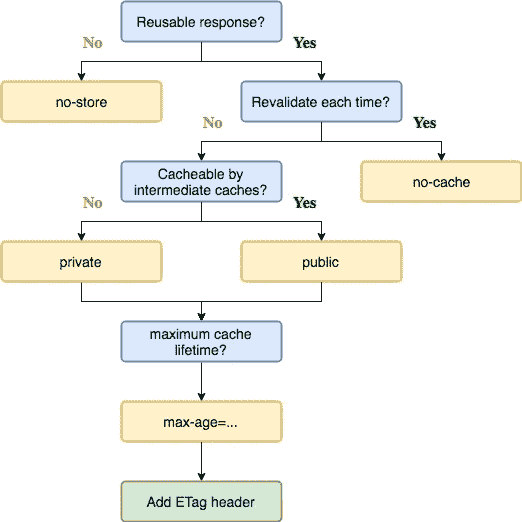 Reusable response?
No
Yes
no-store
Revalidate each time?
No
Yes
Cacheable by
intermediate caches?
no-cache
No
Yes
private
public
maximum cache
lifetime?
max-age=...
Add ETag header